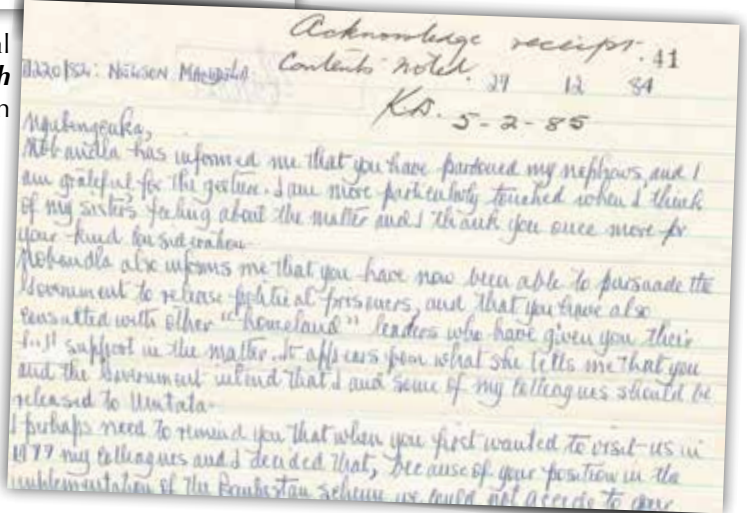 al
h
n
Acknowledge receipt. 41
Contents noted. 29 12 84
D220/82: NELSON MANDELA
KD. 5-2-85
Ngubengcuka,
Nobandla has informed me that you have pardoned my nephews, and I
am grateful for the gesture. I am more particularly touched when I think
of my sister's feeling about the matter and I thank you once more for
your kind consideration.
Nobandla also informs me that you have now been able to persuade the
Government to release political prisoners, and that you have also
consulted with other "homeland" leaders who have given you their
full support in the matter. It appears from what she tells me that you
and the Government intend that I and some of my colleagues should be
released to Umtata.
I perhaps need to remind you that when you first wanted to visit us in
1977 my colleagues and I decided that, because of your position in the
implementation of the Bantustan scheme we could not accede to your